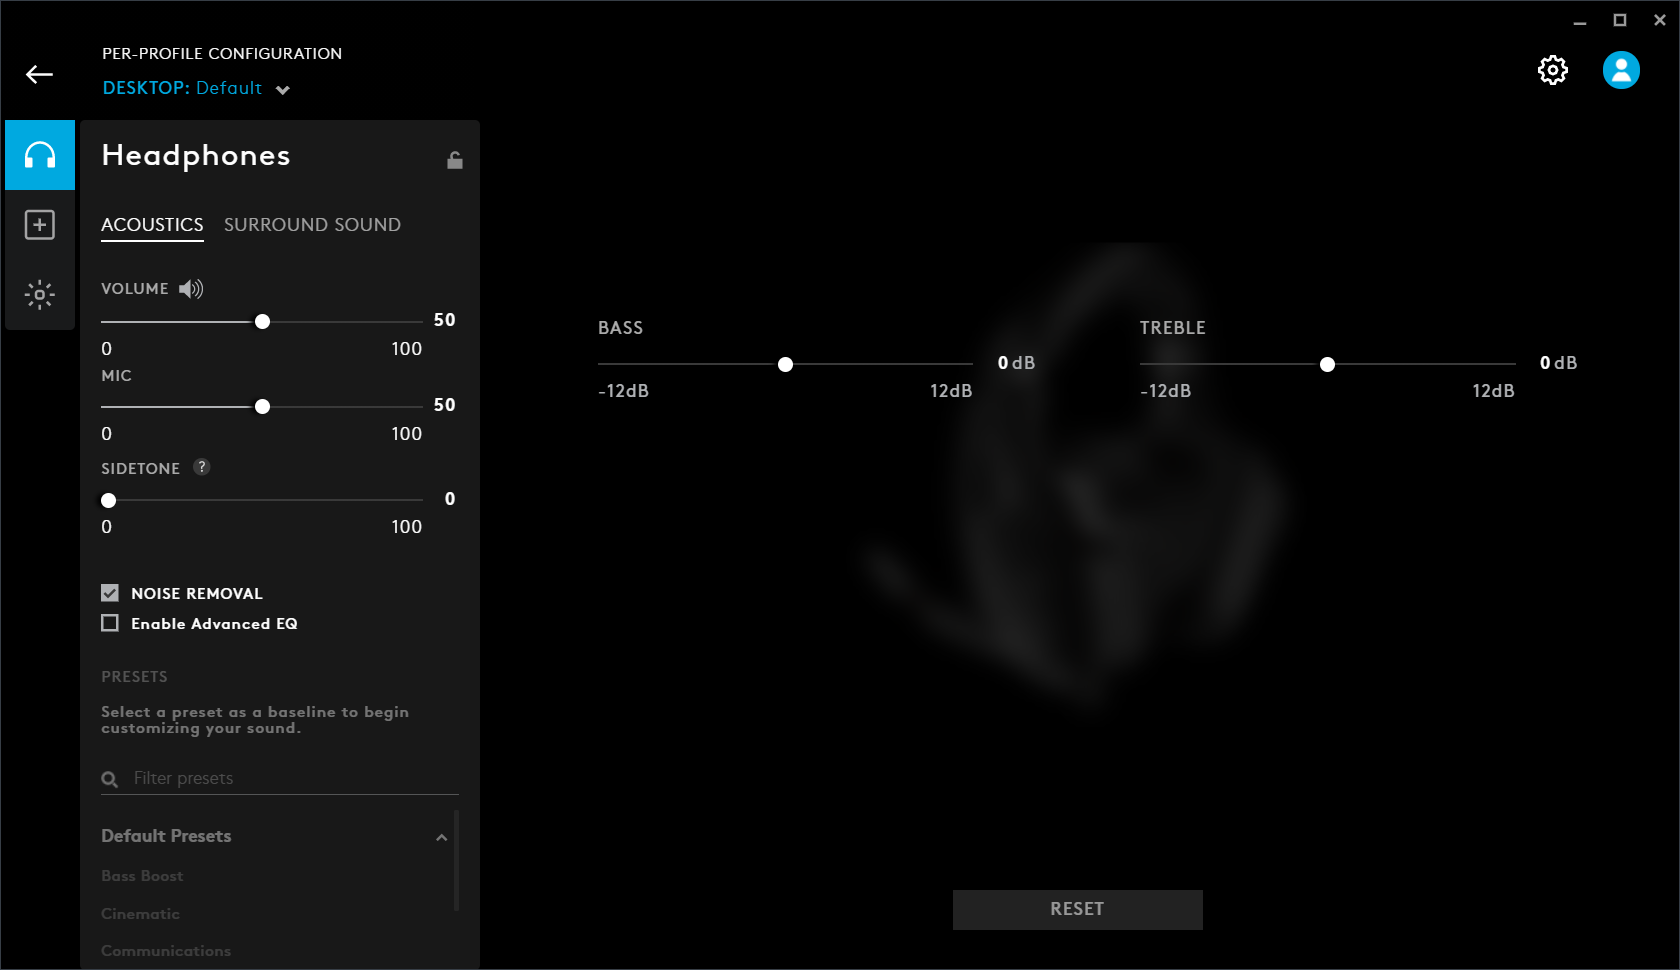 PER-PROFILE CONFIGURATION
DESKTOP: Default
Headphones
ACOUSTICS SURROUND SOUND
VOLUME
50
0 100
MIC
50
0 100
SIDETONE ?
0
0 100
NOISE REMOVAL
Enable Advanced EQ
PRESETS
Select a preset as a baseline to begin
customizing your sound.
Filter presets
Default Presets
Bass Boost
Cinematic
Communications
BASS
0 dB
-12dB 12dB
TREBLE
0 dB
-12dB 12dB
RESET